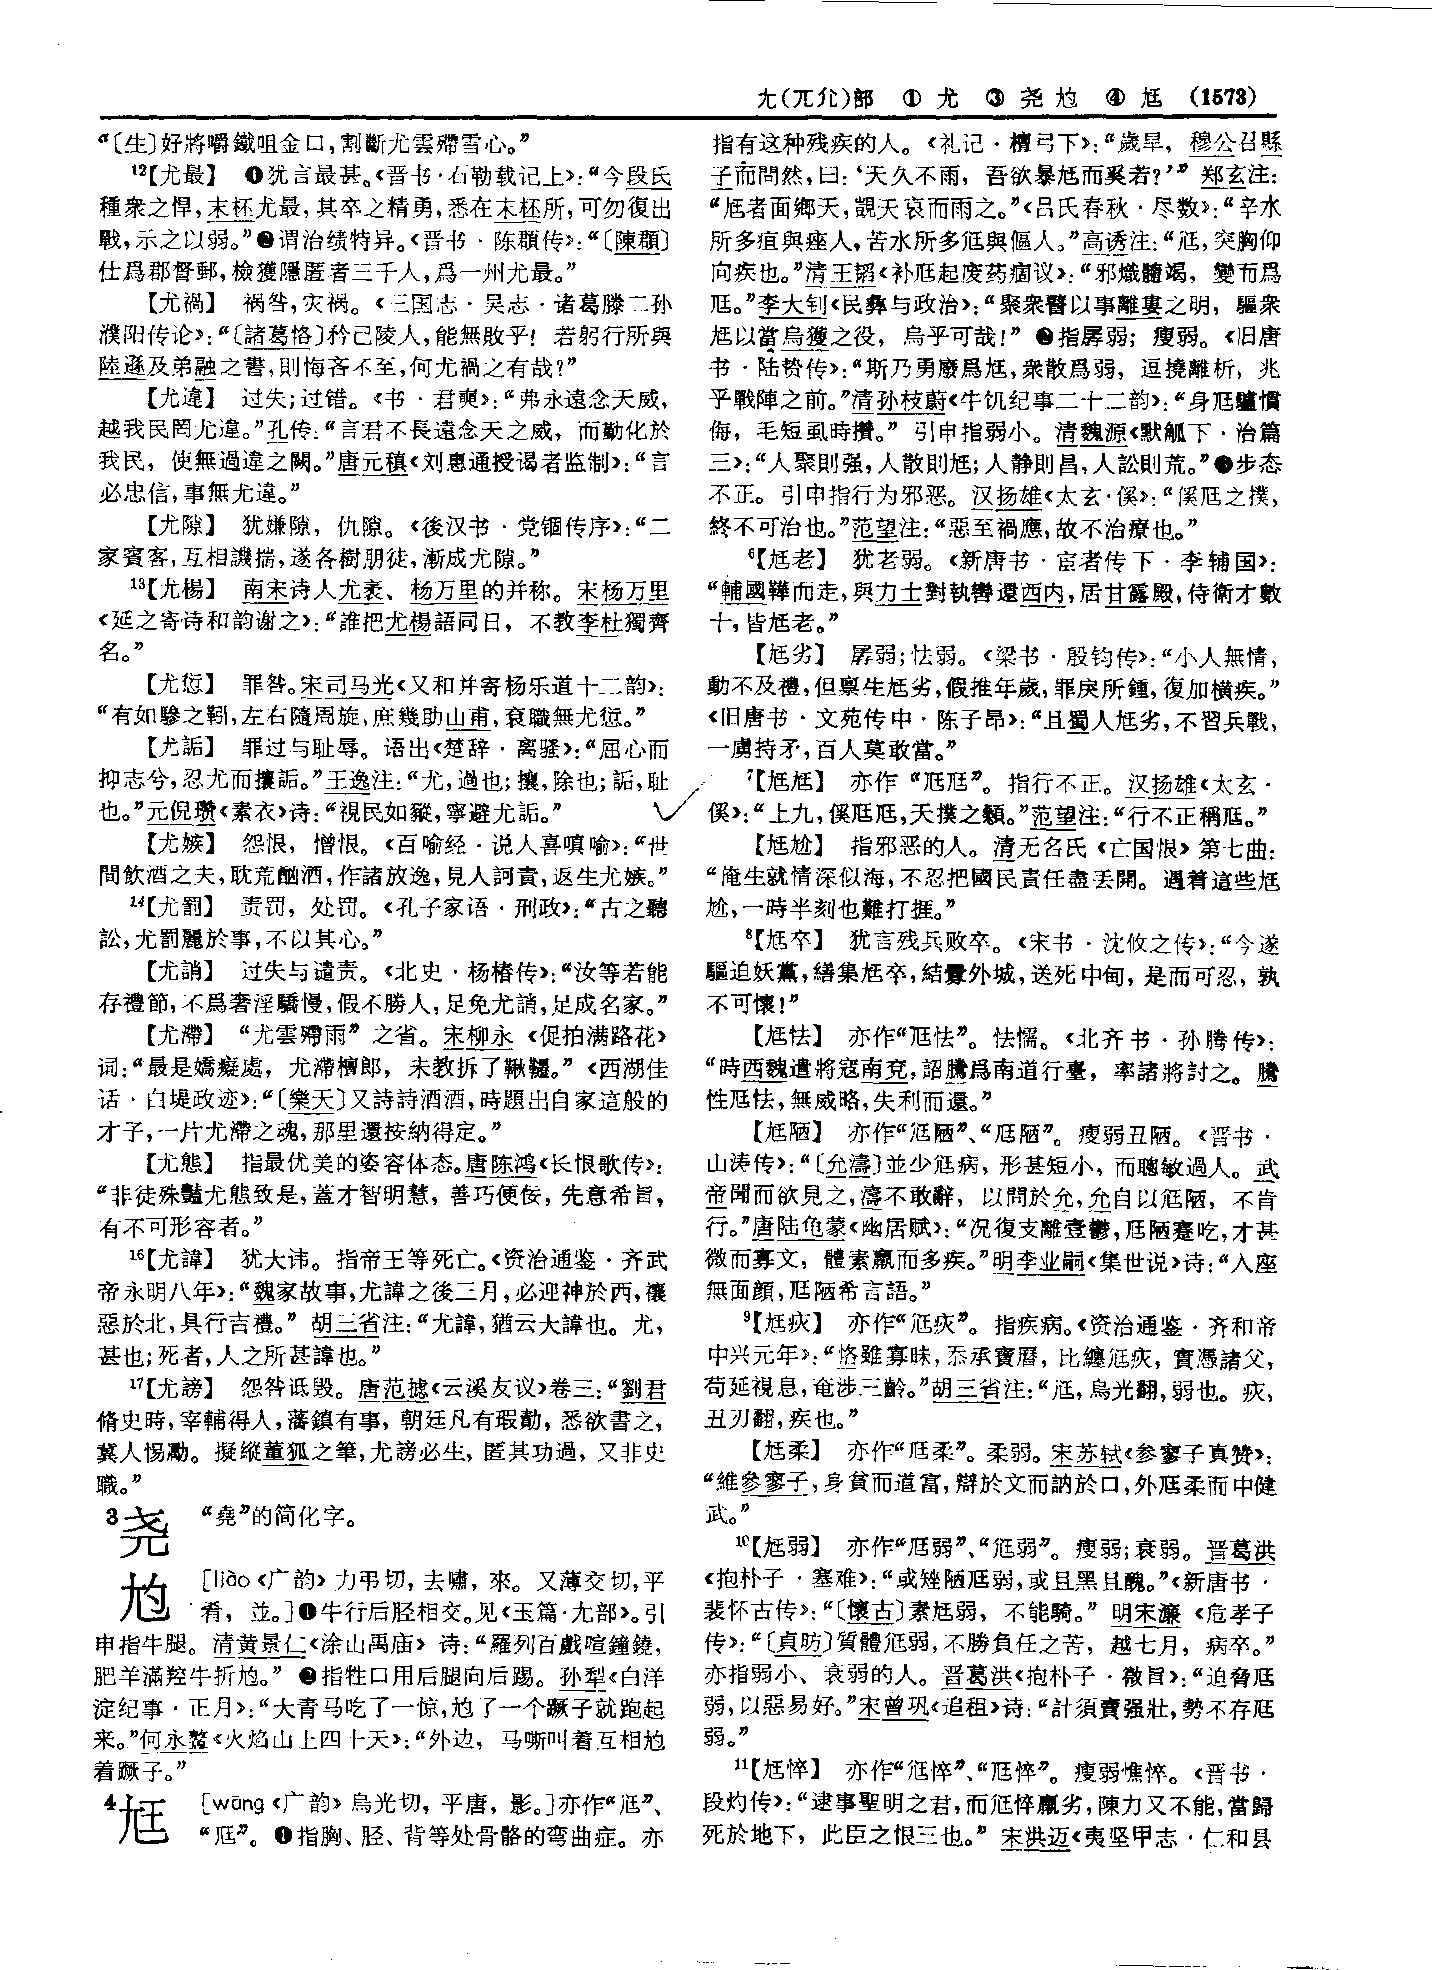 尢(兀尣)部 ①尤 ③尧尥 ④尪 (1573)
“〔生〕好將嚼鐵咀金口，割斷尤雲殢雪心。”
12【尤最】 ❶犹言最甚。《晋书·石勒载记上》：“今段氏
種衆之悍，末柸尤最，其卒之精勇，悉在末柸所，可勿復出
戰，示之以弱。”❷谓治绩特异。《晋书·陈頵传》：“〔陳頵〕
仕爲郡督郵，檢獲隱匿者三千人，爲一州尤最。”
【尤禍】 祸咎，灾祸。《三国志·吴志·诸葛滕二孙
濮阳传论》：“〔諸葛恪〕矜己陵人，能無敗乎！若躬行所與
陸遜及弟融之書，則悔吝不至，何尤禍之有哉？”
【尤違】 过失；过错。《书·君奭》：“弗永遠念天威，
越我民罔尤違。”孔传：“言君不長遠念天之威，而勤化於
我民，使無過違之闕。”唐元稹《刘惠通授谒者监制》：“言
必忠信，事無尤違。”
【尤隙】 犹嫌隙，仇隙。《後汉书·党锢传序》：“二
家賓客，互相譏揣，遂各樹朋徒，漸成尤隙。”
13【尤楊】 南宋诗人尤袤、杨万里的并称。宋杨万里
《延之寄诗和韵谢之》：“誰把尤楊語同日，不教李杜獨齊
名。”
【尤愆】 罪咎。宋司马光《又和并寄杨乐道十二韵》：
“有如驂之靷，左右隨周旋，庶幾助山甫，袞職無尤愆。”
【尤詬】 罪过与耻辱。语出《楚辞·离骚》：“屈心而
抑志兮，忍尤而攘詬。”王逸注：“尤，過也；攘，除也；詬，耻
也。”元倪瓒《素衣》诗：“視民如豵，寧避尤詬。”
【尤嫉】 怨恨，憎恨。《百喻经·说人喜嗔喻》：“世
間飲酒之夫，耽荒酗酒，作諸放逸，見人訶責，返生尤嫉。”
14【尤罰】 责罚，处罚。《孔子家语·刑政》：“古之聽
訟，尤罰麗於事，不以其心。”
【尤誚】 过失与谴责。《北史·杨椿传》：“汝等若能
存禮節，不爲奢淫驕慢，假不勝人，足免尤誚，足成名家。”
【尤滯】 “尤雲殢雨”之省。宋柳永《促拍满路花》
词：“最是嬌癡處，尤滯檀郎，未教拆了鞦韆。”《西湖佳
话·白堤政迹》：“〔樂天〕又詩詩酒酒，時題出自家這般的
才子，一片尤滯之魂，那里還按納得定。”
【尤態】 指最优美的姿容体态。唐陈鸿《长恨歌传》：
“非徒殊豔尤態致是，蓋才智明慧，善巧便佞，先意希旨，
有不可形容者。”
16【尤諱】 犹大讳。指帝王等死亡。《资治通鉴·齐武
帝永明八年》：“魏家故事，尤諱之後三月，必迎神於西，禳
惡於北，具行吉禮。”胡三省注：“尤諱，猶云大諱也。尤，
甚也；死者，人之所甚諱也。”
17【尤謗】 怨咎诋毁。唐范摅《云溪友议》卷三：“劉君
脩史時，宰輔得人，藩鎮有事，朝廷凡有瑕勣，悉欲書之，
冀人惕勵。擬縱董狐之筆，尤謗必生，匿其功過，又非史
職。”
3尧 “堯”的简化字。
尥 [liào《广韵》力弔切，去嘯，來。又薄交切，平
肴，並。]❶牛行后胫相交。见《玉篇·尢部》。引
申指牛腿。清黄景仁《涂山禹庙》诗：“羅列百戲喧鐘鐃，
肥羊滿羫牛折尥。”❷指牲口用后腿向后踢。孙犁《白洋
淀纪事·正月》：“大青马吃了一惊，尥了一个蹶子就跑起
来。”何永鳌《火焰山上四十天》：“外边，马嘶叫着互相尥
着蹶子。”
4尪 [wāng《广韵》烏光切，平唐，影。]亦作“尫”、
“尩”。❶指胸、胫、背等处骨骼的弯曲症。亦
指有这种残疾的人。《礼记·檀弓下》：“歲旱，穆公召縣
子而問然，曰：‘天久不雨，吾欲暴尪而奚若？’”郑玄注：
“尪者面鄉天，覬天哀而雨之。”《吕氏春秋·尽数》：“辛水
所多疽與痤人，苦水所多尫與傴人。”高诱注：“尫，突胸仰
向疾也。”清王韬《补尩起废药痼议》：“邪熾髓竭，變而爲
尩。”李大钊《民彝与政治》：“聚衆瞽以事離婁之明，驅衆
尪以當烏獲之役，烏乎可哉！”❷指孱弱；瘦弱。《旧唐
书·陆贽传》：“斯乃勇廢爲尪，衆散爲弱，逗撓離析，兆
乎戰陣之前。”清孙枝蔚《牛饥纪事二十二韵》：“身尩驢慣
侮，毛短虱時攢。”引申指弱小。清魏源《默觚下·治篇
三》：“人聚則强，人散則尪；人静則昌，人訟則荒。”❸步态
不正。引申指行为邪恶。汉扬雄《太玄·傒》：“傒尩之撲，
終不可治也。”范望注：“惡至禍應，故不治療也。”
6【尪老】 犹老弱。《新唐书·宦者传下·李辅国》：
“輔國鞾而走，與力士對執轡還西内，居甘露殿，侍衛才數
十，皆尪老。”
【尪劣】 孱弱；怯弱。《梁书·殷钧传》：“小人無情，
動不及禮，但禀生尪劣，假推年歲，罪戾所鍾，復加横疾。”
《旧唐书·文苑传中·陈子昂》：“且蜀人尪劣，不習兵戰，
一虜持矛，百人莫敢當。”
7【尪尪】 亦作“尩尩”。指行不正。汉扬雄《太玄·
傒》：“上九，傒尩尩，天撲之顙。”范望注：“行不正稱尩。”
【尪尬】 指邪恶的人。清无名氏《亡国恨》第七曲：
“俺生就情深似海，不忍把國民責任盡丟開。遇着這些尪
尬，一時半刻也難打捱。”
8【尪卒】 犹言残兵败卒。《宋书·沈攸之传》：“今遂
驅迫妖黨，繕集尪卒，結釁外城，送死中甸，是而可忍，孰
不可懷！”
【尪怯】 亦作“尩怯”。怯懦。《北齐书·孙腾传》：
“時西魏遣將寇南兗，詔騰爲南道行臺，率諸將討之。騰
性尩怯，無威略，失利而還。”
【尪陋】 亦作“尫陋”、“尩陋”。瘦弱丑陋。《晋书·
山涛传》：“〔允濤〕並少尫病，形甚短小，而聰敏過人。武
帝聞而欲見之，濤不敢辭，以問於允，允自以尫陋，不肯
行。”唐陆龟蒙《幽居赋》：“况復支離壹鬱，尩陋蹇吃，才甚
微而寡文，體素羸而多疾。”明李业嗣《集世说》诗：“入座
無面顔，尩陋希言語。”
9【尪疢】 亦作“尫疢”。指疾病。《资治通鉴·齐和帝
中兴元年》：“恪雖寡昧，忝承寶曆，比纏尫疢，實憑諸父，
苟延視息，奄涉三齡。”胡三省注：“尫，烏光翻，弱也。疢，
丑刃翻，疾也。”
【尪柔】 亦作“尩柔”。柔弱。宋苏轼《参寥子真赞》：
“維參寥子，身貧而道富，辯於文而訥於口，外尩柔而中健
武。”
10【尪弱】 亦作“尩弱”、“尫弱”。瘦弱；衰弱。晋葛洪
《抱朴子·塞难》：“或矬陋尩弱，或且黑且醜。”《新唐书·
裴怀古传》：“〔懷古〕素尪弱，不能騎。”明宋濂《危孝子
传》：“〔貞昉〕質體尫弱，不勝負任之苦，越七月，病卒。”
亦指弱小、衰弱的人。晋葛洪《抱朴子·微旨》：“迫脅尩
弱，以惡易好。”宋曾巩《追租》诗：“計須賣强壯，勢不存尩
弱。”
11【尪悴】 亦作“尫悴”、“尩悴”。瘦弱憔悴。《晋书·
段灼传》：“逮事聖明之君，而尫悴羸劣，陳力又不能，當歸
死於地下，此臣之恨三也。”宋洪迈《夷坚甲志·仁和县